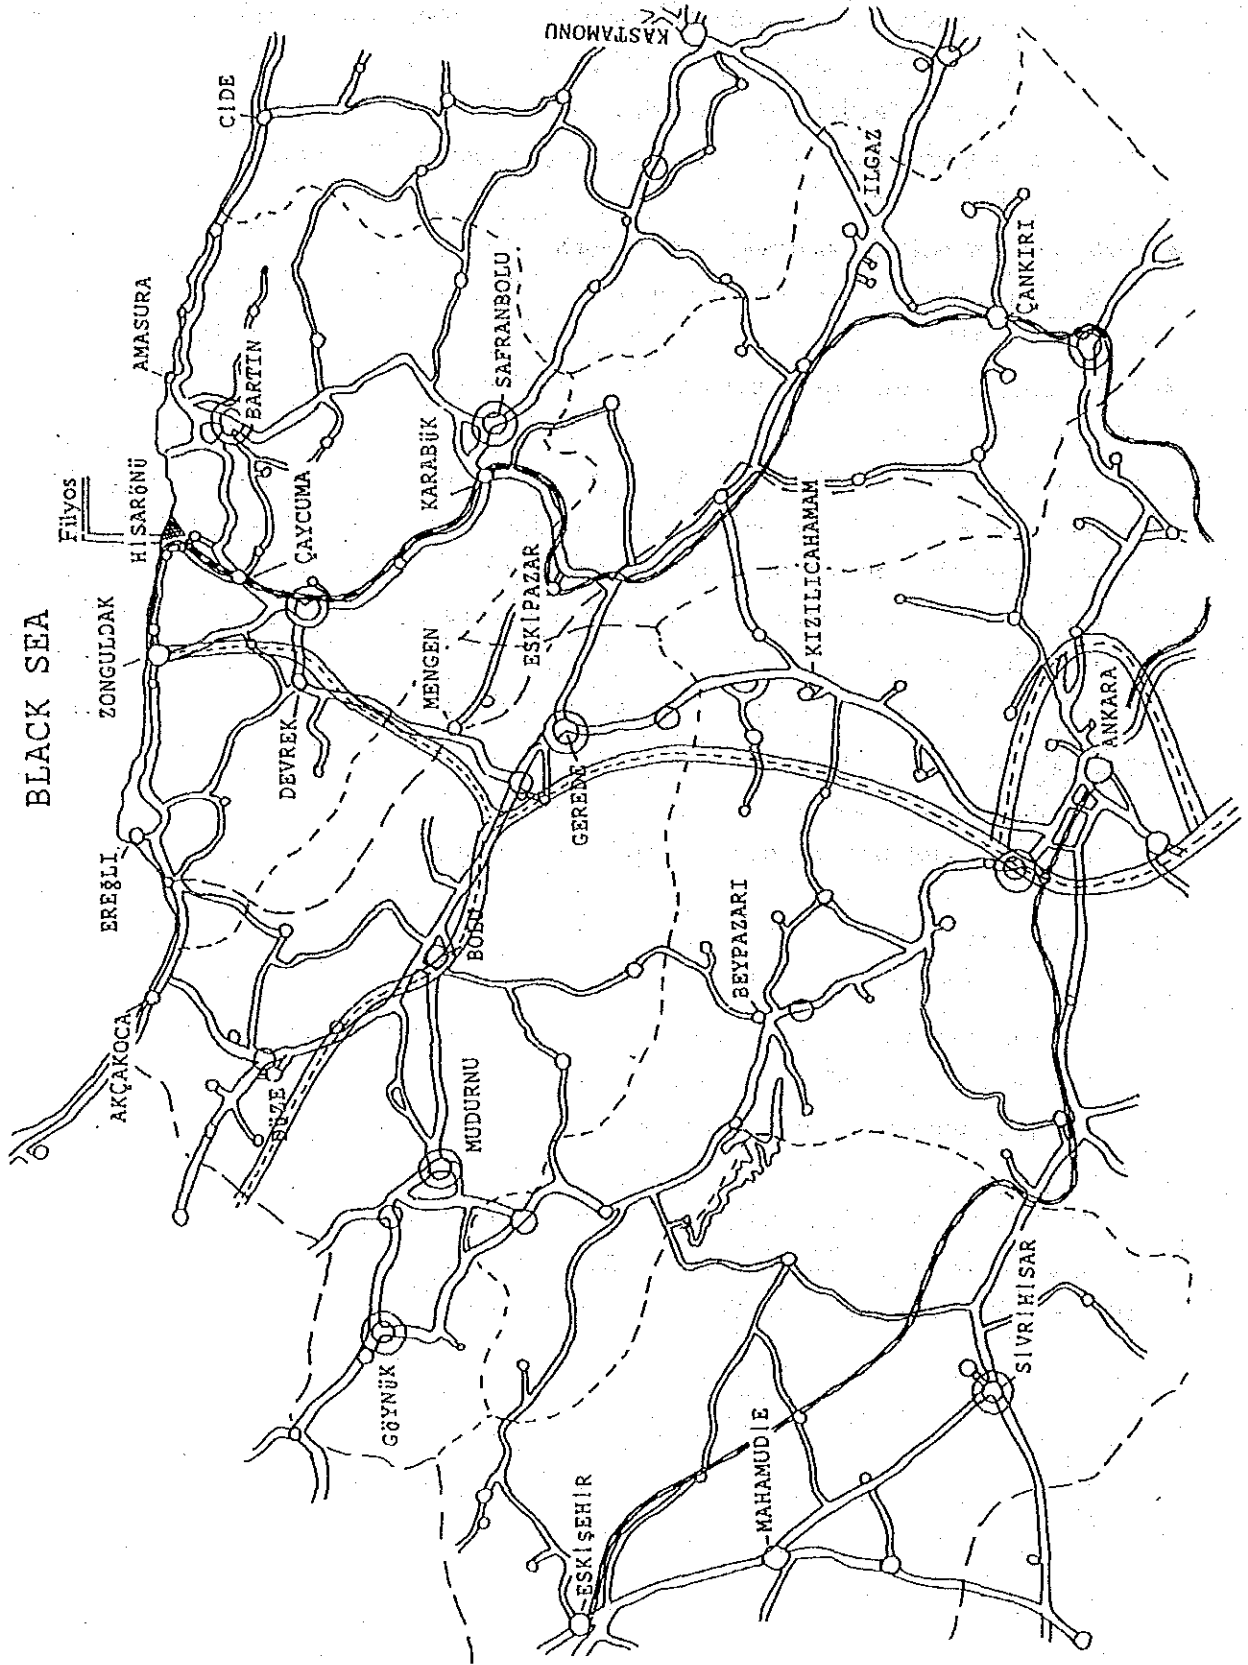 BLACK SEA
Filyos
HİSARÖNÜ
ZONGULDAK
EREĞLİ
AKÇAKOCA
AMASURA
CİDE
BARTIN
ÇAYCUMA
DEVREK
DÜZE
KARABÜK
SAFRANBOLU
MENGEN
ESKİPAZAR
GEREDE
BOLU
MUDURNU
GÖYNÜK
KASTAMONU
ILGAZ
ÇANKIRI
KIZILICAHAMAM
BEYPAZARI
ANKARA
SİVRİHİSAR
MAHAMUDİE
ESKİŞEHİR